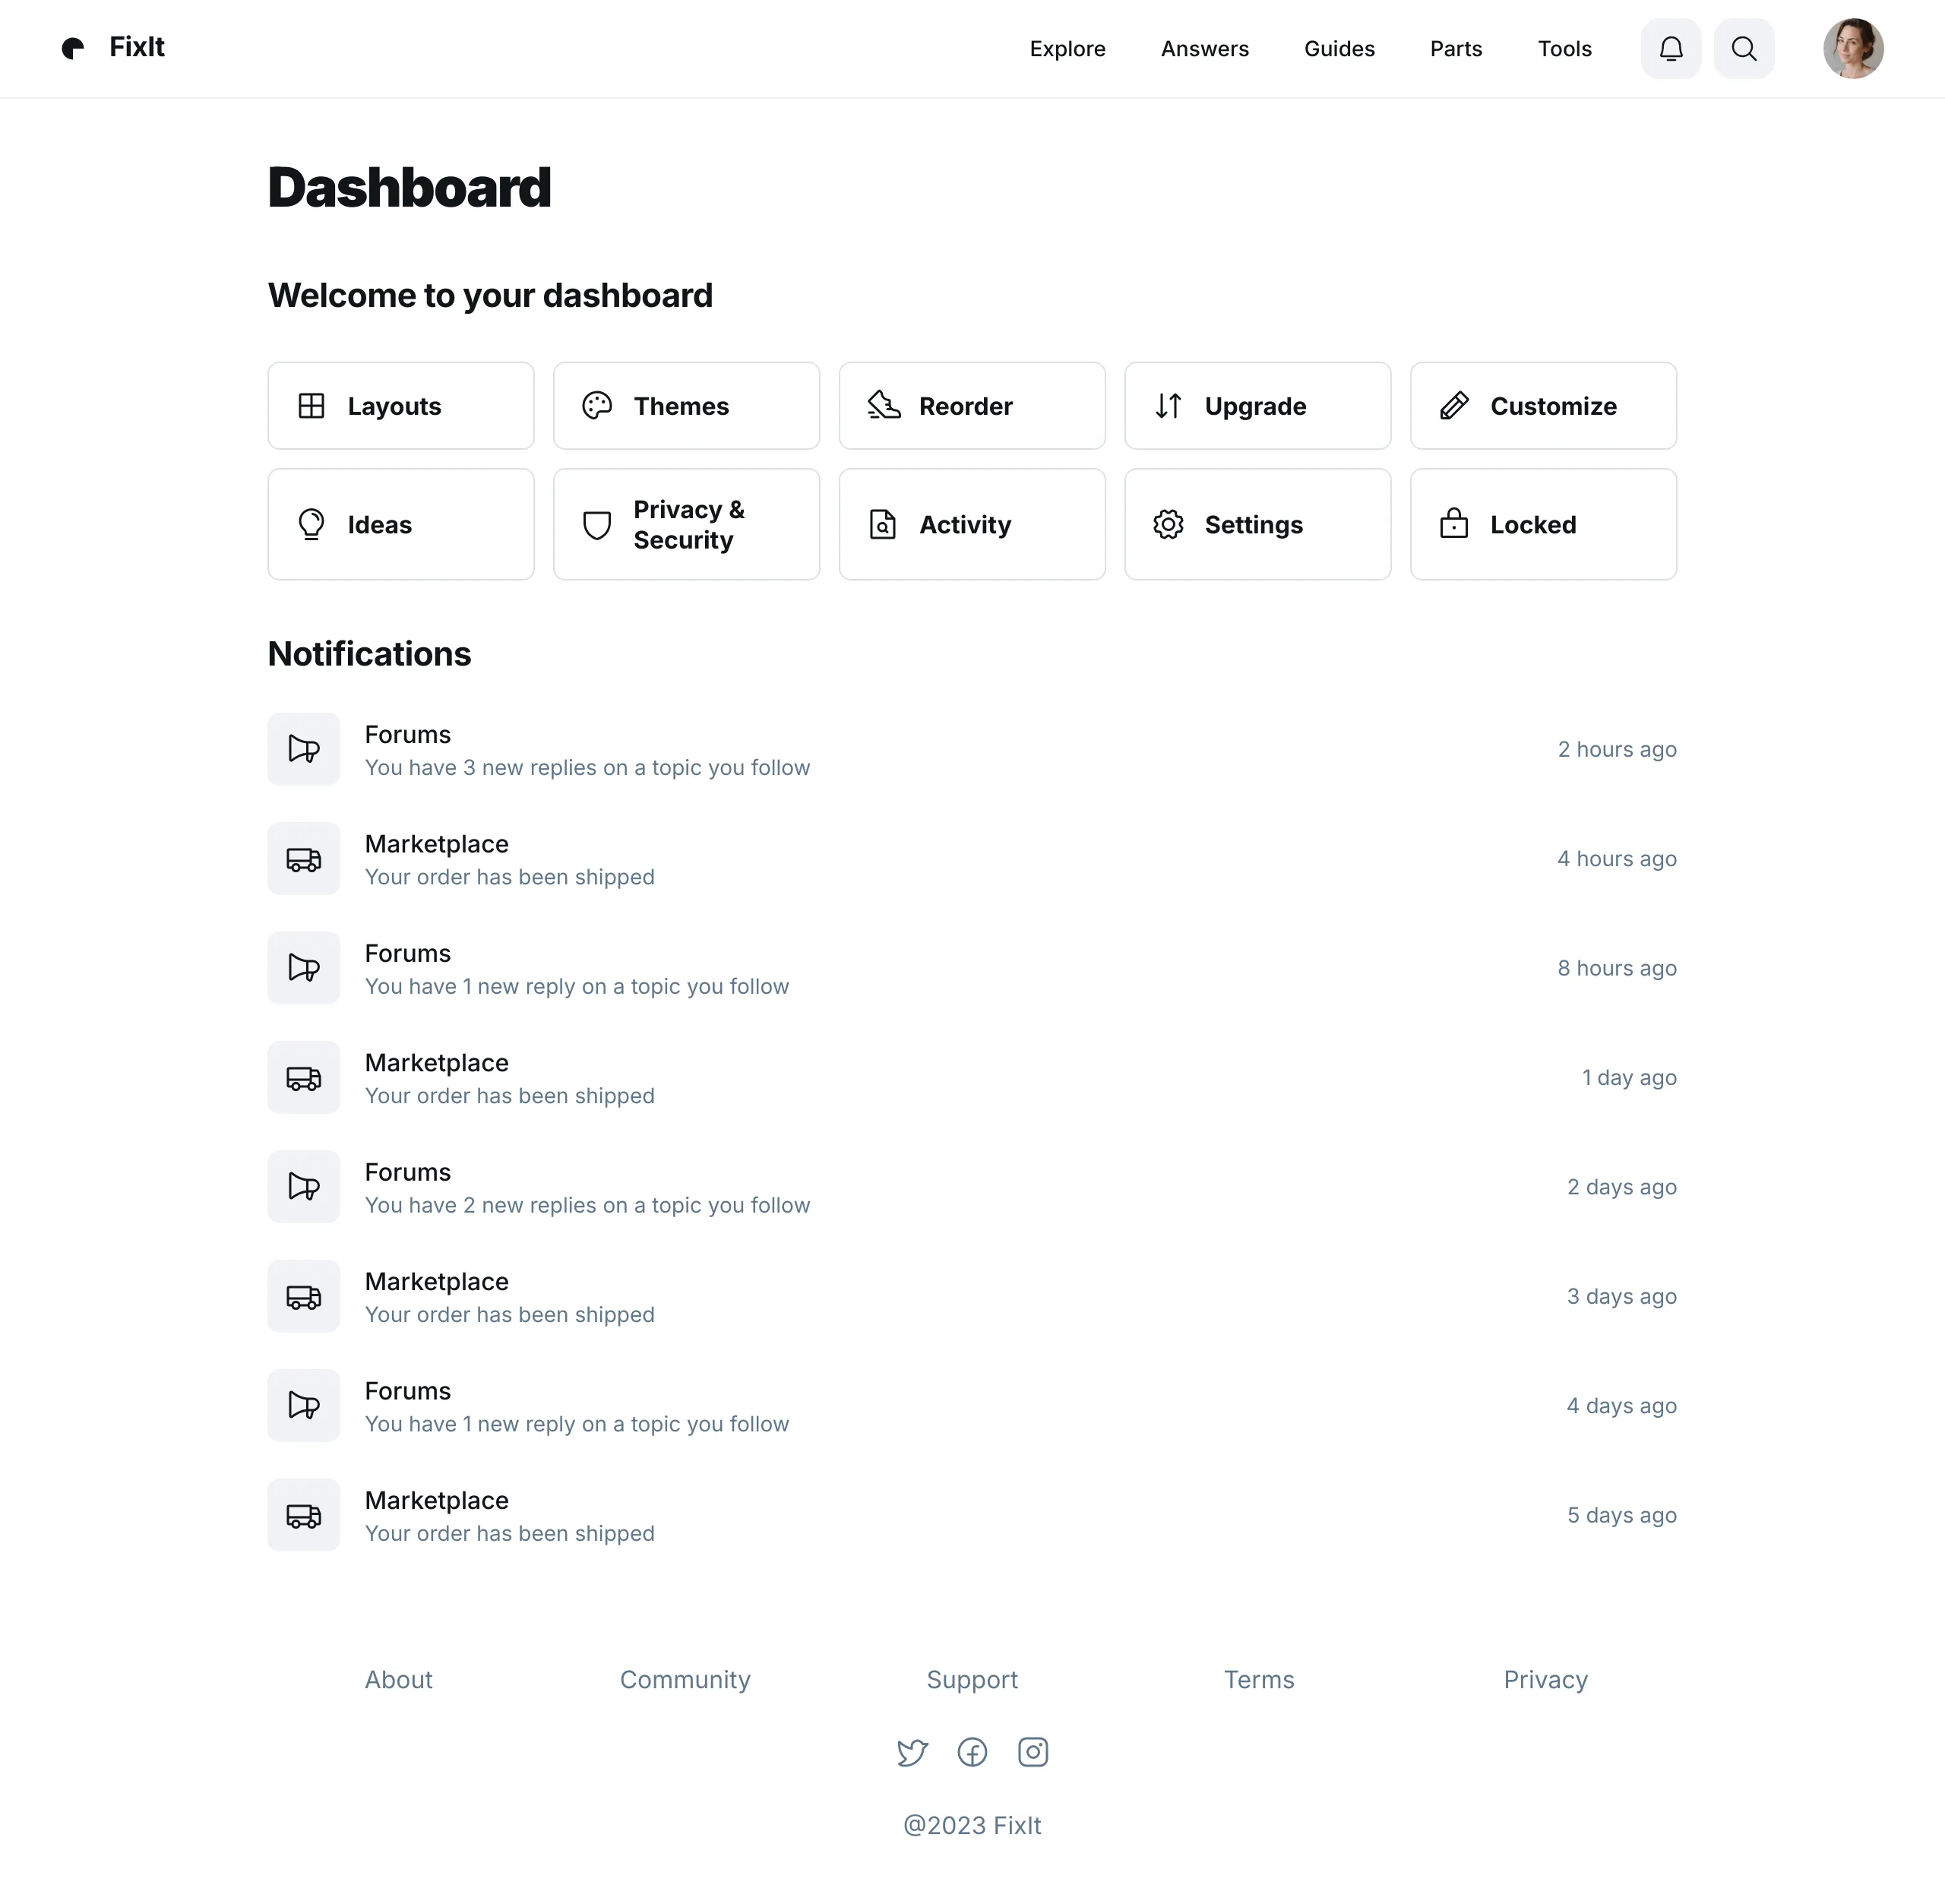 FixIt
Explore
Answers
Guides
Parts
Tools
Dashboard
Welcome to your dashboard
Layouts
Themes
Reorder
Upgrade
Customize
Ideas
Privacy &
Security
Activity
Settings
Locked
Notifications
Forums
You have 3 new replies on a topic you follow
2 hours ago
Marketplace
Your order has been shipped
4 hours ago
Forums
You have 1 new reply on a topic you follow
8 hours ago
Marketplace
Your order has been shipped
1 day ago
Forums
You have 2 new replies on a topic you follow
2 days ago
Marketplace
Your order has been shipped
3 days ago
Forums
You have 1 new reply on a topic you follow
4 days ago
Marketplace
Your order has been shipped
5 days ago
About
Community
Support
Terms
Privacy
@2023 FixIt